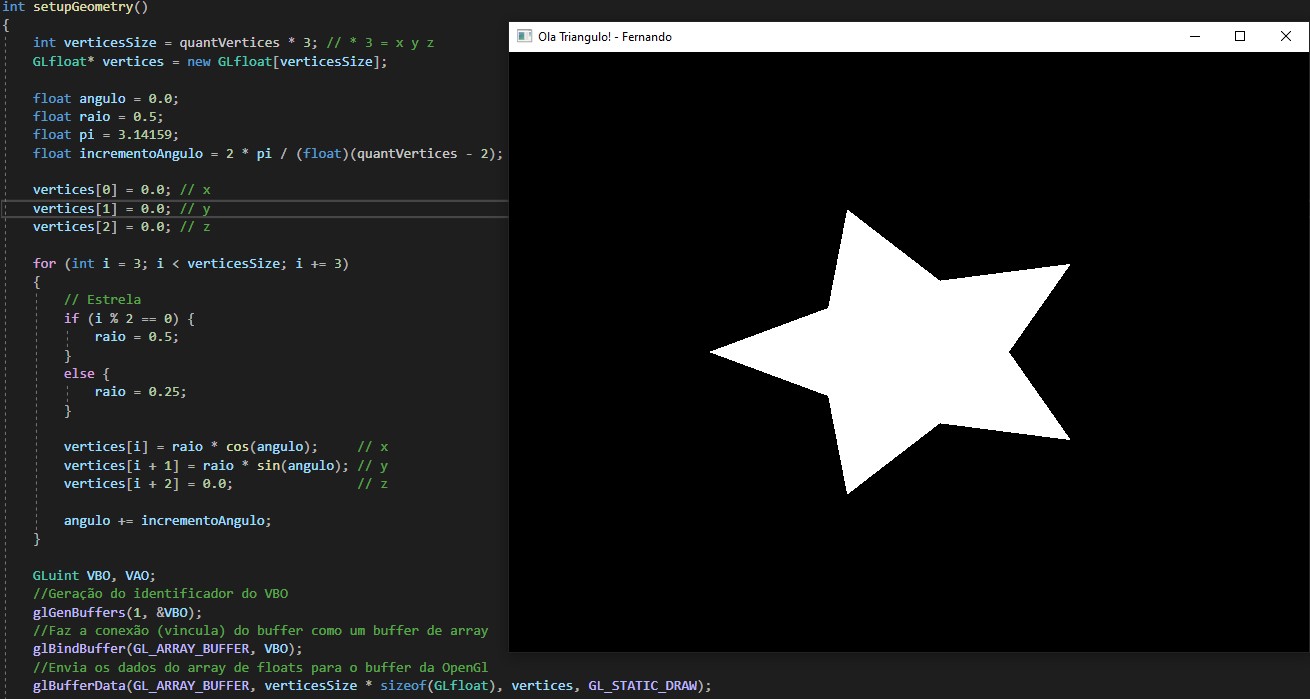 int setupGeometry()
{
    int verticesSize = quantVertices * 3; // * 3 = x y z
    GLfloat* vertices = new GLfloat[verticesSize];
    float angulo = 0.0;
    float raio = 0.5;
    float pi = 3.14159;
    float incrementoAngulo = 2 * pi / (float)(quantVertices - 2);
    vertices[0] = 0.0; // x
    vertices[1] = 0.0; // y
    vertices[2] = 0.0; // z
    for (int i = 3; i < verticesSize; i += 3)
    {
        // Estrela
        if (i % 2 == 0) {
            raio = 0.5;
        }
        else {
            raio = 0.25;
        }
        vertices[i] = raio * cos(angulo);     // x
        vertices[i + 1] = raio * sin(angulo); // y
        vertices[i + 2] = 0.0;                // z
        angulo += incrementoAngulo;
    }
    GLuint VBO, VAO;
    //Geração do identificador do VBO
    glGenBuffers(1, &VBO);
    //Faz a conexão (vincula) do buffer como um buffer de array
    glBindBuffer(GL_ARRAY_BUFFER, VBO);
    //Envia os dados do array de floats para o buffer da OpenGl
    glBufferData(GL_ARRAY_BUFFER, verticesSize * sizeof(GLfloat), vertices, GL_STATIC_DRAW);
Ola Triangulo! - Fernando